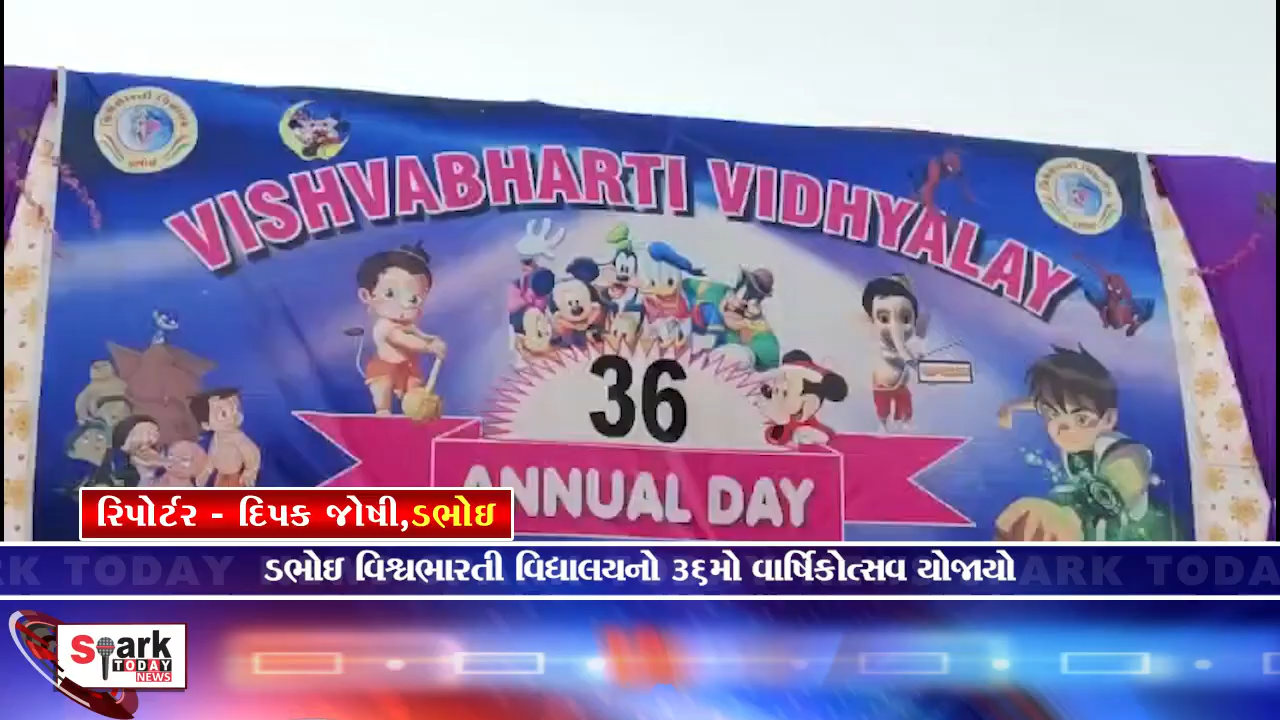 VISHVABHARTI VIDHYALAY
36
ANNUAL DAY
રિપોર્ટર - દિપક જોષી,ડભોઇ
ડભોઇ વિશ્વભારતી વિદ્યાલયનો ૩૬મો વાર્ષિકોત્સવ યોજાયો
Spark
TODAY
NEWS